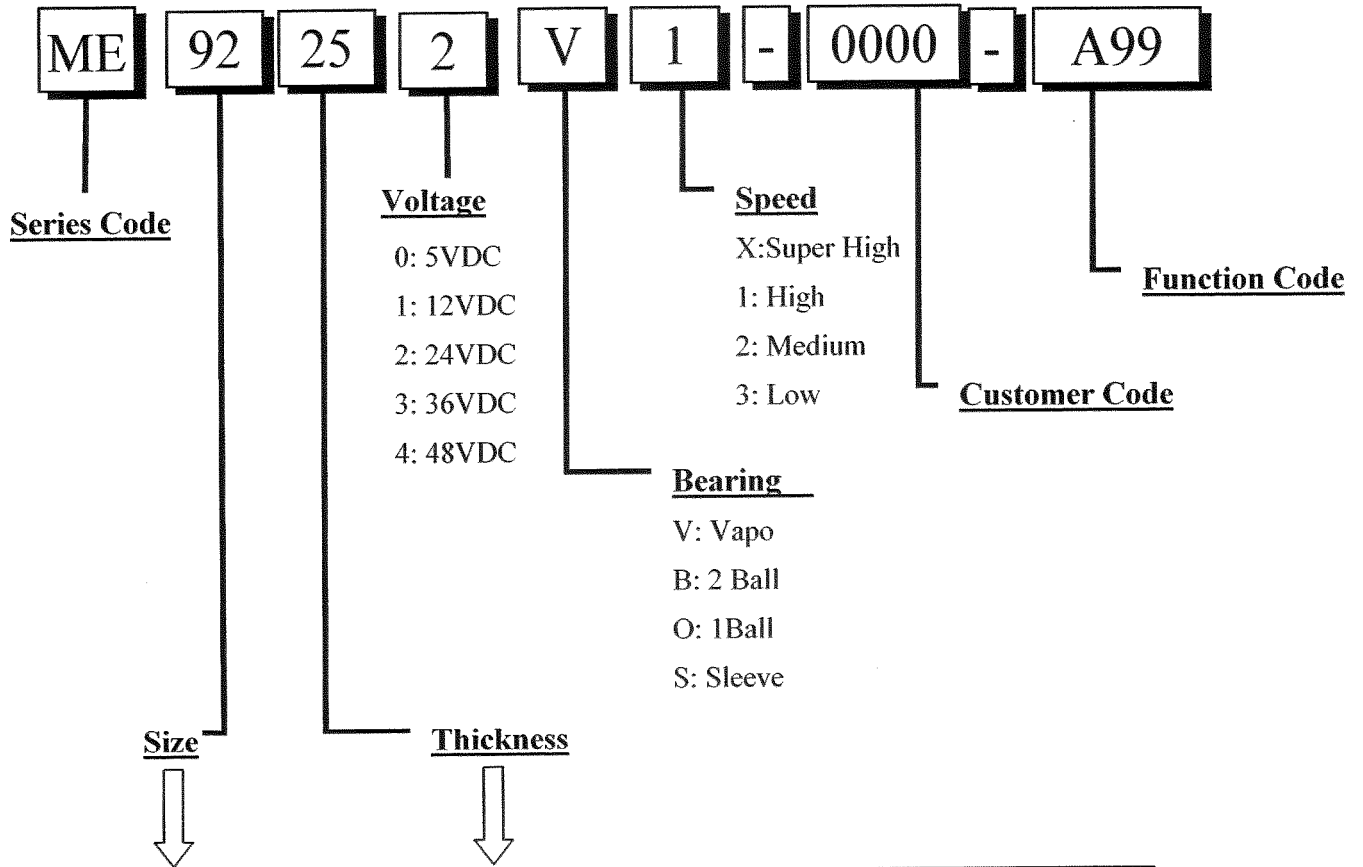 ME 92 25 2 V 1 - 0000 - A99
Series Code
Voltage
0: 5VDC
1: 12VDC
2: 24VDC
3: 36VDC
4: 48VDC
Speed
X:Super High
1: High
2: Medium
3: Low
Function Code
Customer Code
Bearing
V: Vapo
B: 2 Ball
O: 1Ball
S: Sleeve
Size
Thickness